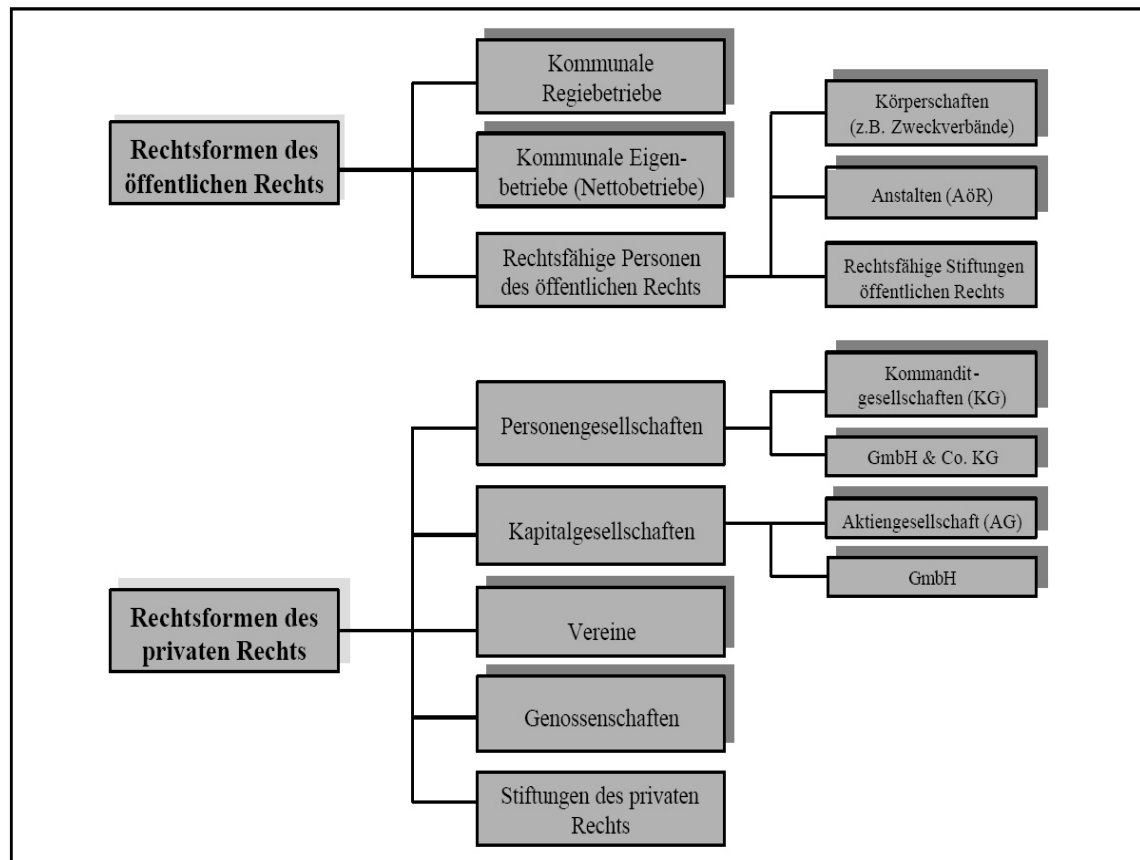 Rechtsformen des
öffentlichen Rechts
Kommunale
Regiebetriebe
Kommunale Eigen-
betriebe (Nettobetriebe)
Rechtsfähige Personen
des öffentlichen Rechts
Körperschaften
(z.B. Zweckverbände)
Anstalten (AöR)
Rechtsfähige Stiftungen
öffentlichen Rechts
Rechtsformen des
privaten Rechts
Personengesellschaften
Kommandit-
gesellschaften (KG)
GmbH & Co. KG
Kapitalgesellschaften
Aktiengesellschaft (AG)
GmbH
Vereine
Genossenschaften
Stiftungen des privaten
Rechts